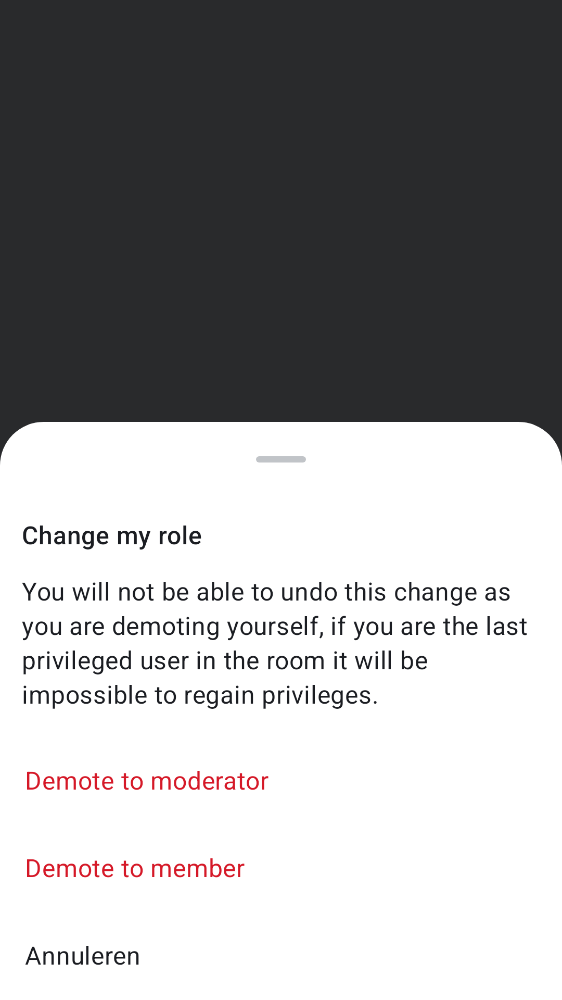 Change my role
You will not be able to undo this change as
you are demoting yourself, if you are the last
privileged user in the room it will be
impossible to regain privileges.
Demote to moderator
Demote to member
Annuleren